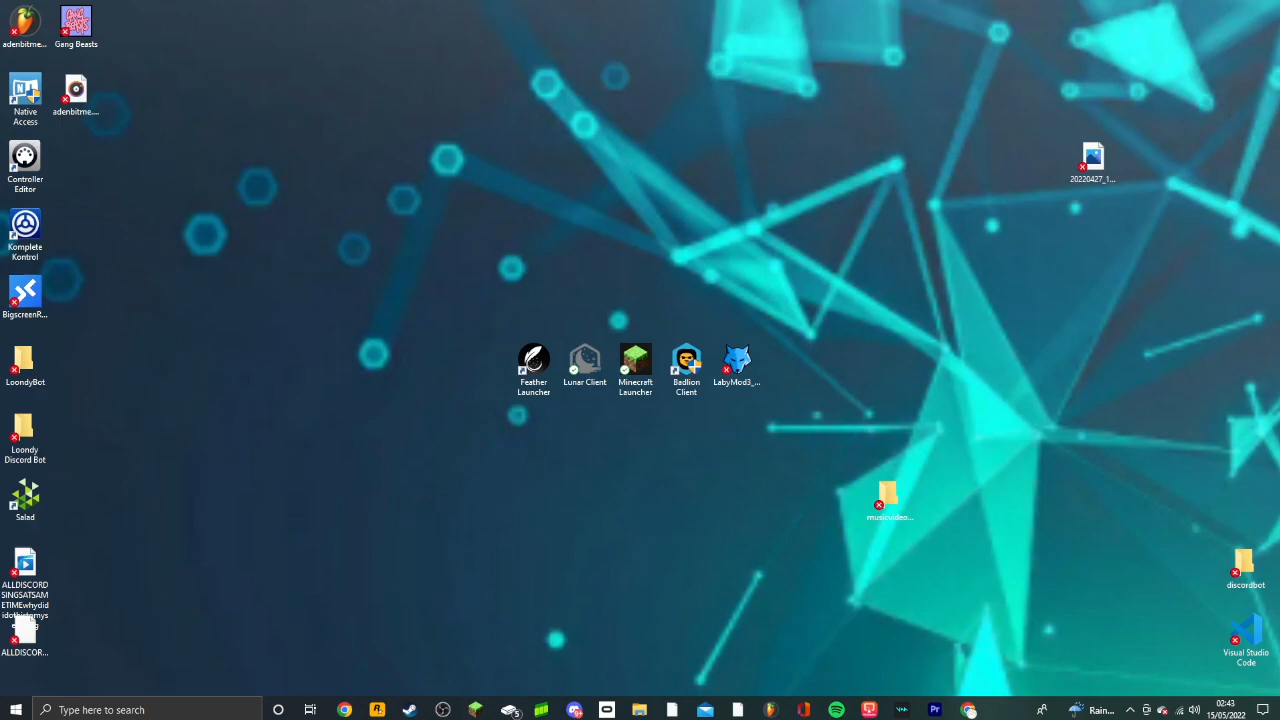 adenbitme...
Gang Beasts
Native
Access
adenbitme....
Controller
Editor
Komplete
Kontrol
BigscreenR...
LoondyBot
Loondy
Discord Bot
Salad
ALLDISCORD
SINGSATSAM
ETIMEwhydid
idothistomys
ALLDISCOR...
Feather
Launcher
Lunar Client
Minecraft
Launcher
Badlion
Client
LabyMod3_...
20220427_1...
musicvideo...
discordbot
Visual Studio
Code
Type here to search
5
Rain...
02:43
15/05/2022